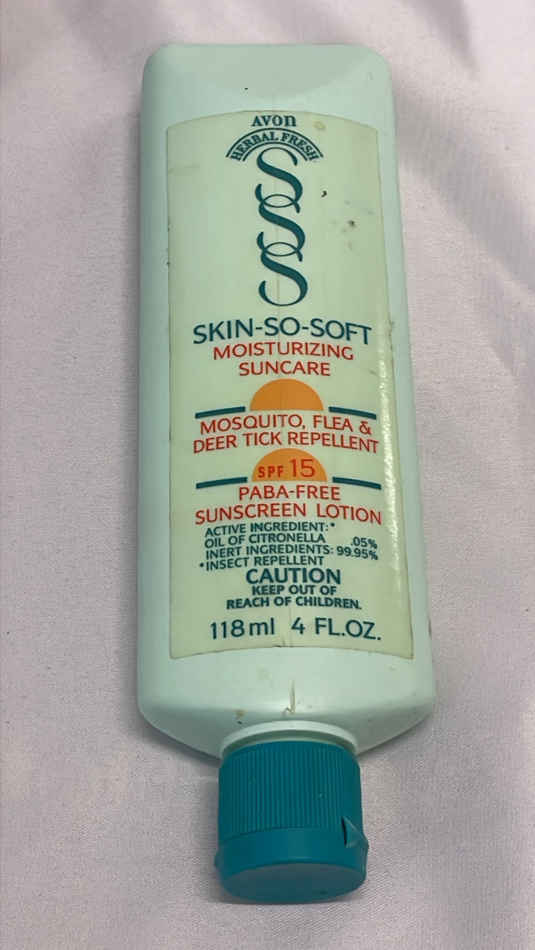 AVON
HERBAL FRESH
SSS
SKIN-SO-SOFT
MOISTURIZING
SUNCARE
MOSQUITO, FLEA &
DEER TICK REPELLENT
SPF 15
PABA-FREE
SUNSCREEN LOTION
ACTIVE INGREDIENT:*
OIL OF CITRONELLA .05%
INERT INGREDIENTS: 99.95%
*INSECT REPELLENT
CAUTION
KEEP OUT OF
REACH OF CHILDREN.
118 ml 4 FL.OZ.